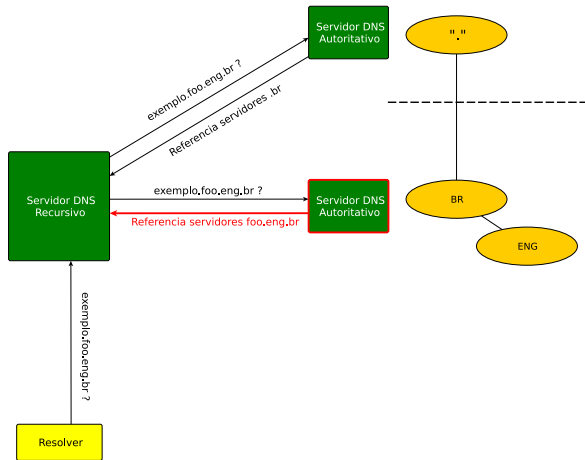 Servidor DNS
Autoritativo
"."
exemplo.foo.eng.br ?
Referencia servidores .br
Servidor DNS
Recursivo
exemplo.foo.eng.br ?
Referencia servidores foo.eng.br
Servidor DNS
Autoritativo
BR
ENG
exemplo.foo.eng.br ?
Resolver